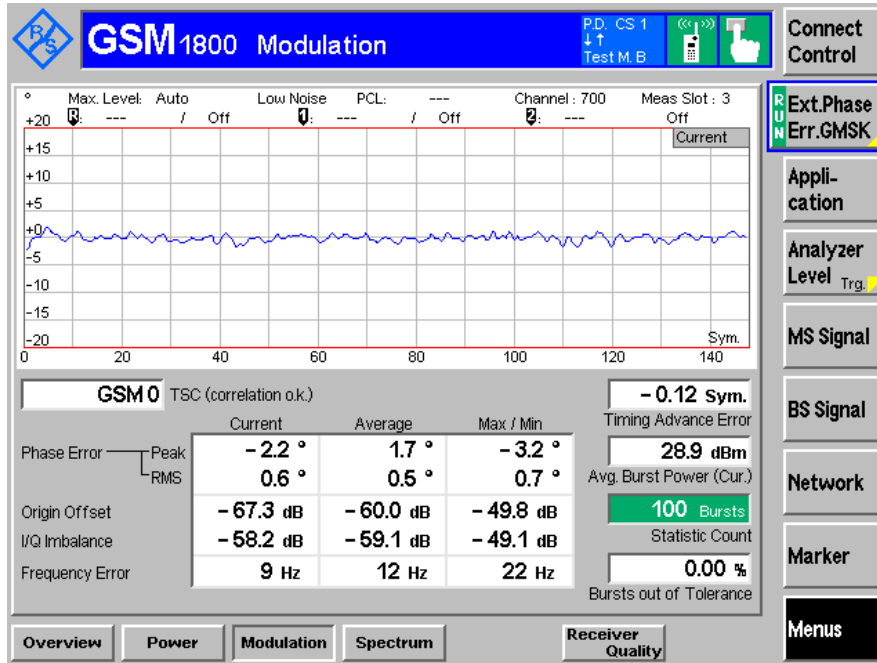 R&S
GSM 1800 Modulation
P.D. CS 1
↓↑
Test M. B
Connect Control
° Max. Level: Auto Low Noise PCL: --- Channel : 700 Meas Slot : 3
+20 R: --- / Off 1: --- / Off 2: --- Off
Current
+15
+10
+5
+0
-5
-10
-15
-20
Sym.
0 20 40 60 80 100 120 140
RUN
Ext.Phase Err.GMSK
Appli-
cation
Analyzer
Level Trg.
MS Signal
BS Signal
Network
Marker
Menus
GSM 0 TSC (correlation o.k.)
– 0.12 Sym.
Timing Advance Error
Current Average Max / Min
Phase Error Peak – 2.2 ° 1.7 ° – 3.2 °
RMS 0.6 ° 0.5 ° 0.7 °
28.9 dBm
Avg. Burst Power (Cur.)
Origin Offset – 67.3 dB – 60.0 dB – 49.8 dB
I/Q Imbalance – 58.2 dB – 59.1 dB – 49.1 dB
100 Bursts
Statistic Count
Frequency Error 9 Hz 12 Hz 22 Hz
0.00 %
Bursts out of Tolerance
Overview Power Modulation Spectrum Receiver Quality